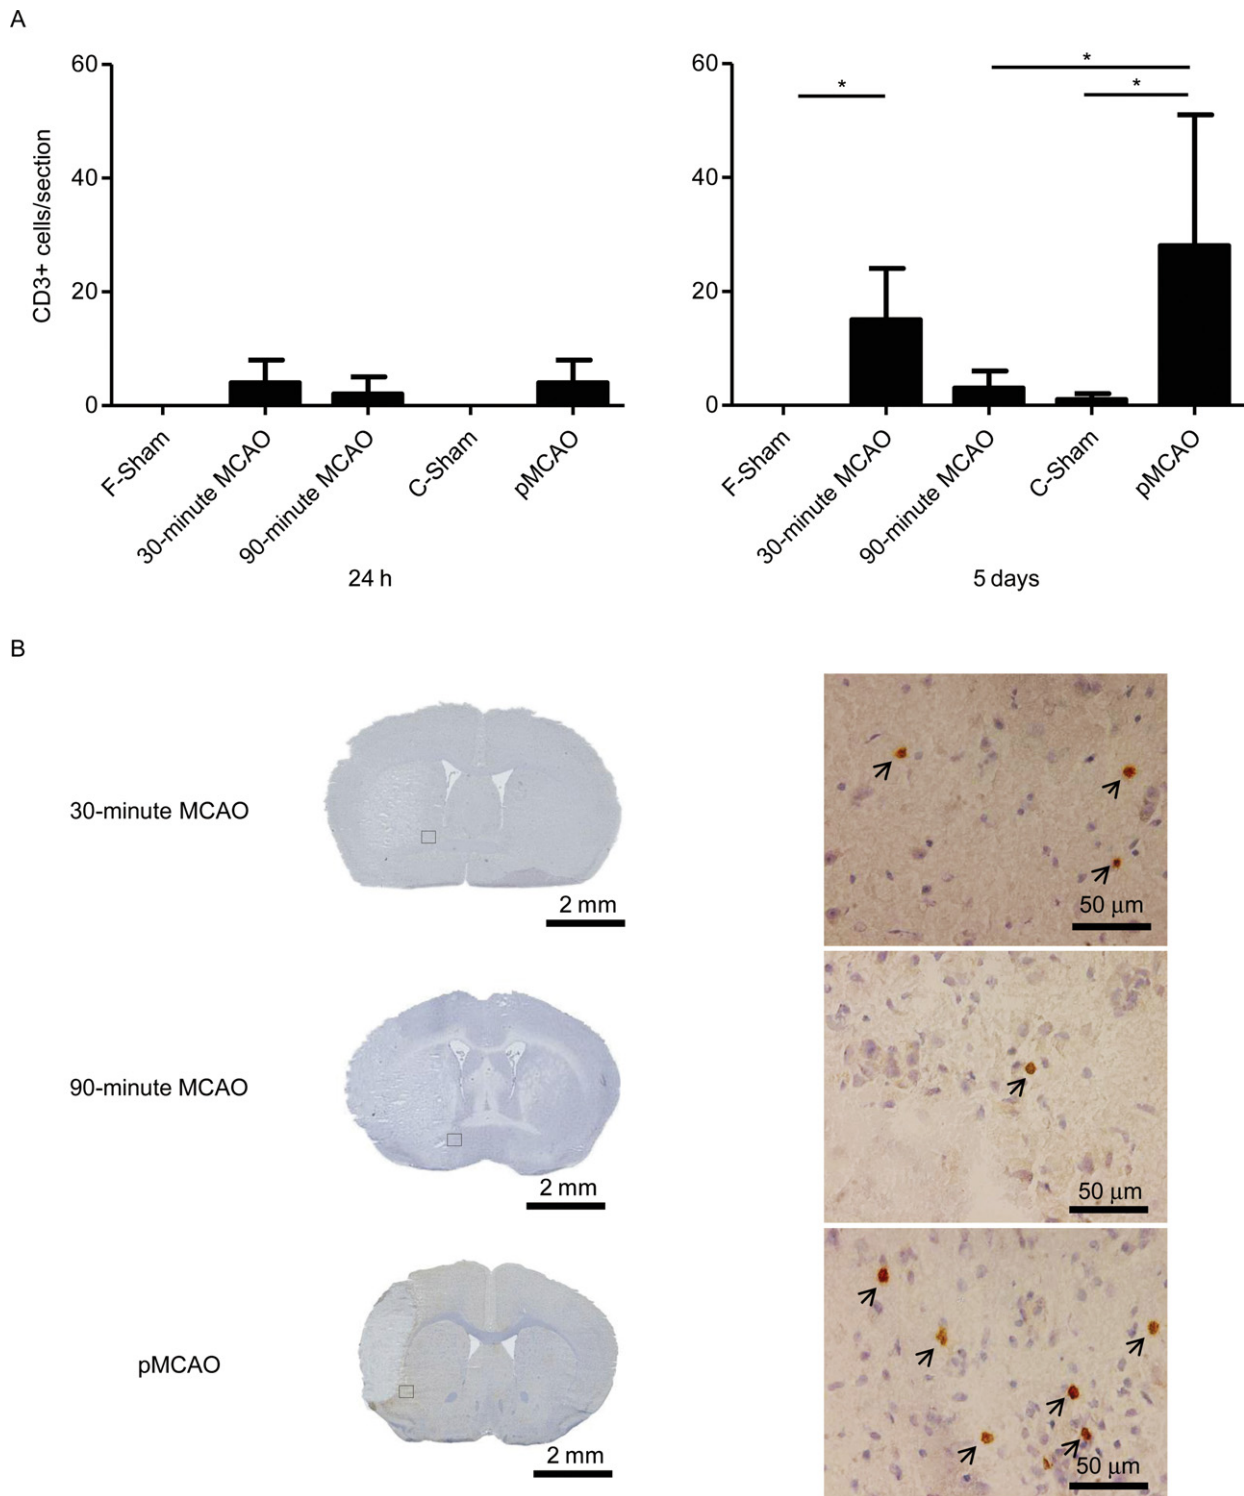 A
CD3+ cells/section
60
40
20
0
F-Sham
30-minute MCAO
90-minute MCAO
C-Sham
pMCAO
24 h
60
40
20
0
*
*
*
F-Sham
30-minute MCAO
90-minute MCAO
C-Sham
pMCAO
5 days
B
30-minute MCAO
2 mm
50 μm
90-minute MCAO
2 mm
50 μm
pMCAO
2 mm
50 μm